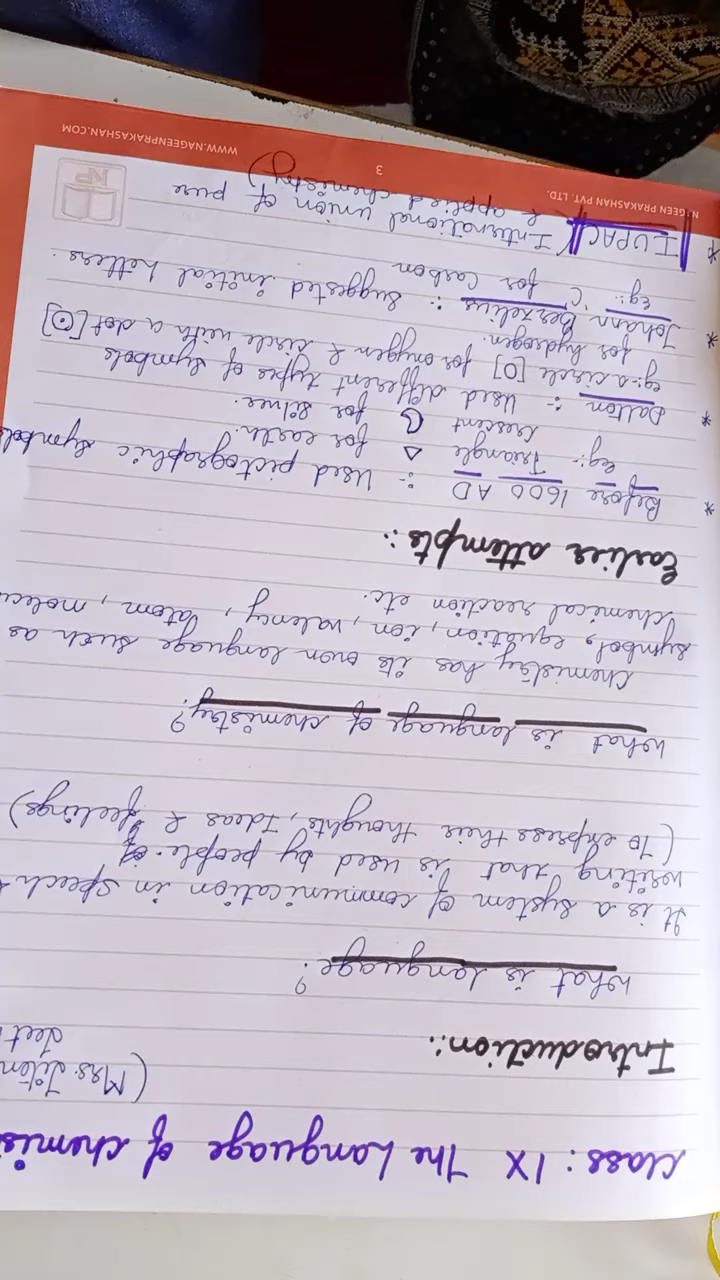 Class: IX The Language of chemis
(Mrs.
Introduction:
What is language?
It is a system of communication in speech
writing that is used by people of
(To express their thoughts, Ideas & feelings)
What is language of chemistry?
Chemistry has its own language such as
symbol, equation, ion, valency, atom, molecu
chemical reaction etc.
Earlier attempts:
* Before 1600 AD :- Used pictographic symbols
Eg:- Triangle △ for earth.
Crescent ☾ for silver.
* Dalton :- Used different types of symbols
eg:- a circle [O] for oxygen & circle with a dot [⊙]
for hydrogen.
* Johann Berzelius :- Suggested initial letters.
Eg:- 'C' for Carbon
* IUPAC International union of pure
& applied chemistry)
NAGEEN PRAKASHAN PVT. LTD. 3 WWW.NAGEENPRAKASHAN.COM
NP